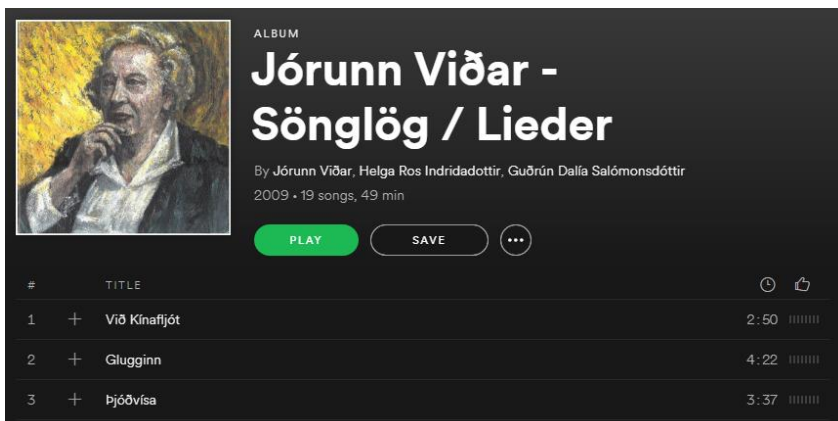 ALBUM
Jórunn Viðar -
Sönglög / Lieder
By Jórunn Viðar, Helga Ros Indridadottir, Guðrún Dalía Salómonsdóttir
2009 • 19 songs, 49 min
PLAY SAVE
# TITLE
1 + Við Kínafljót 2:50
2 + Glugginn 4:22
3 + Þjóðvísa 3:37